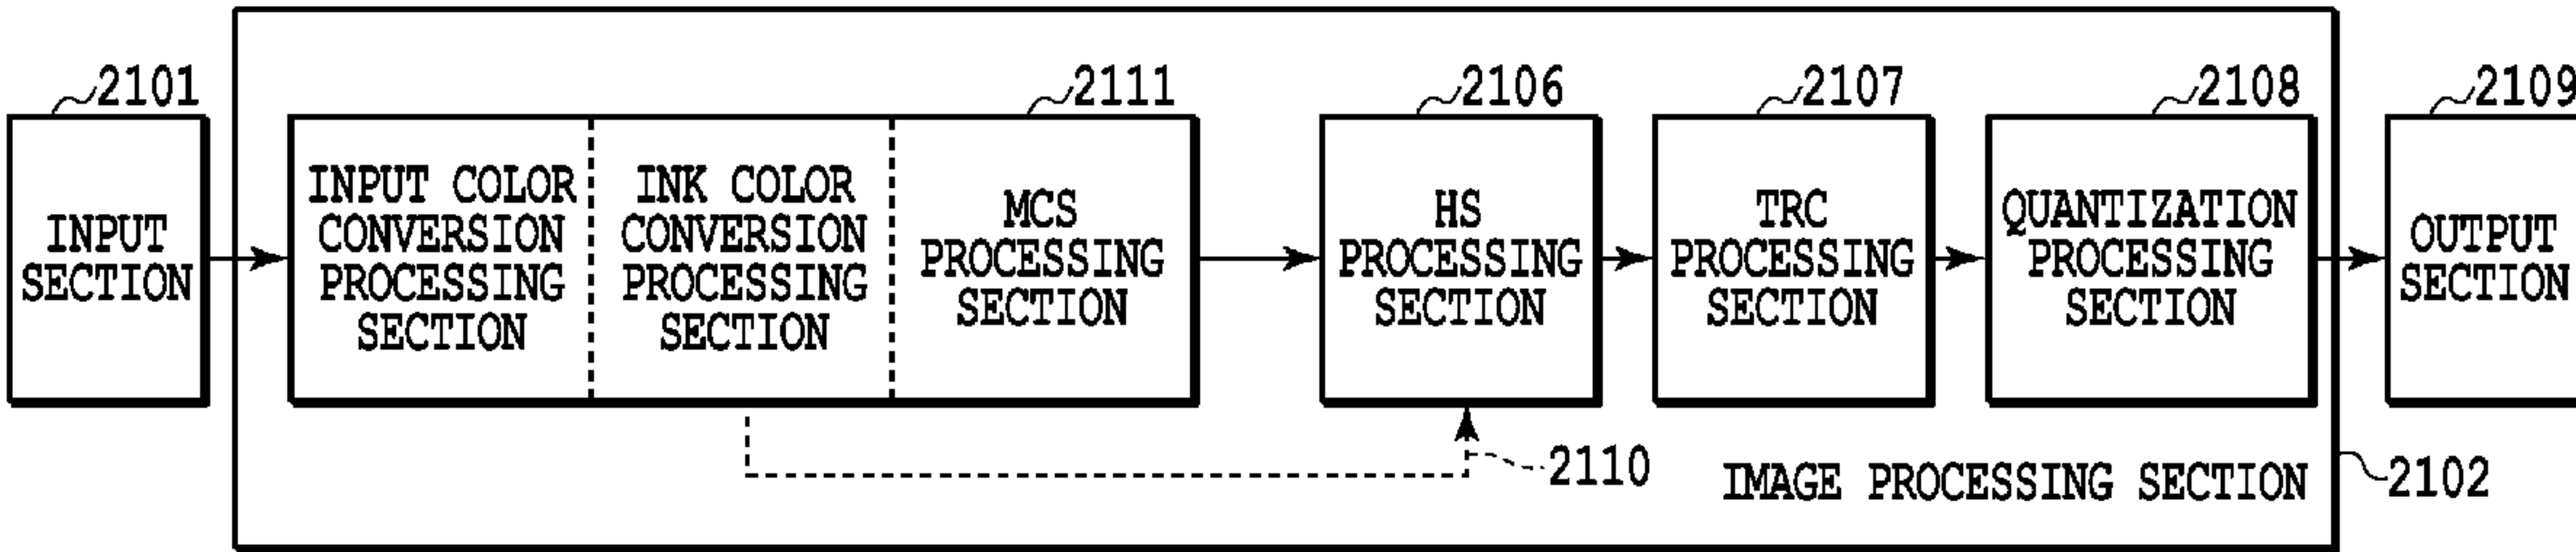 2101
INPUT
SECTION
2111
INPUT COLOR
CONVERSION
PROCESSING
SECTION
INK COLOR
CONVERSION
PROCESSING
SECTION
MCS
PROCESSING
SECTION
2106
HS
PROCESSING
SECTION
2107
TRC
PROCESSING
SECTION
2108
QUANTIZATION
PROCESSING
SECTION
2109
OUTPUT
SECTION
2110
IMAGE PROCESSING SECTION
2102